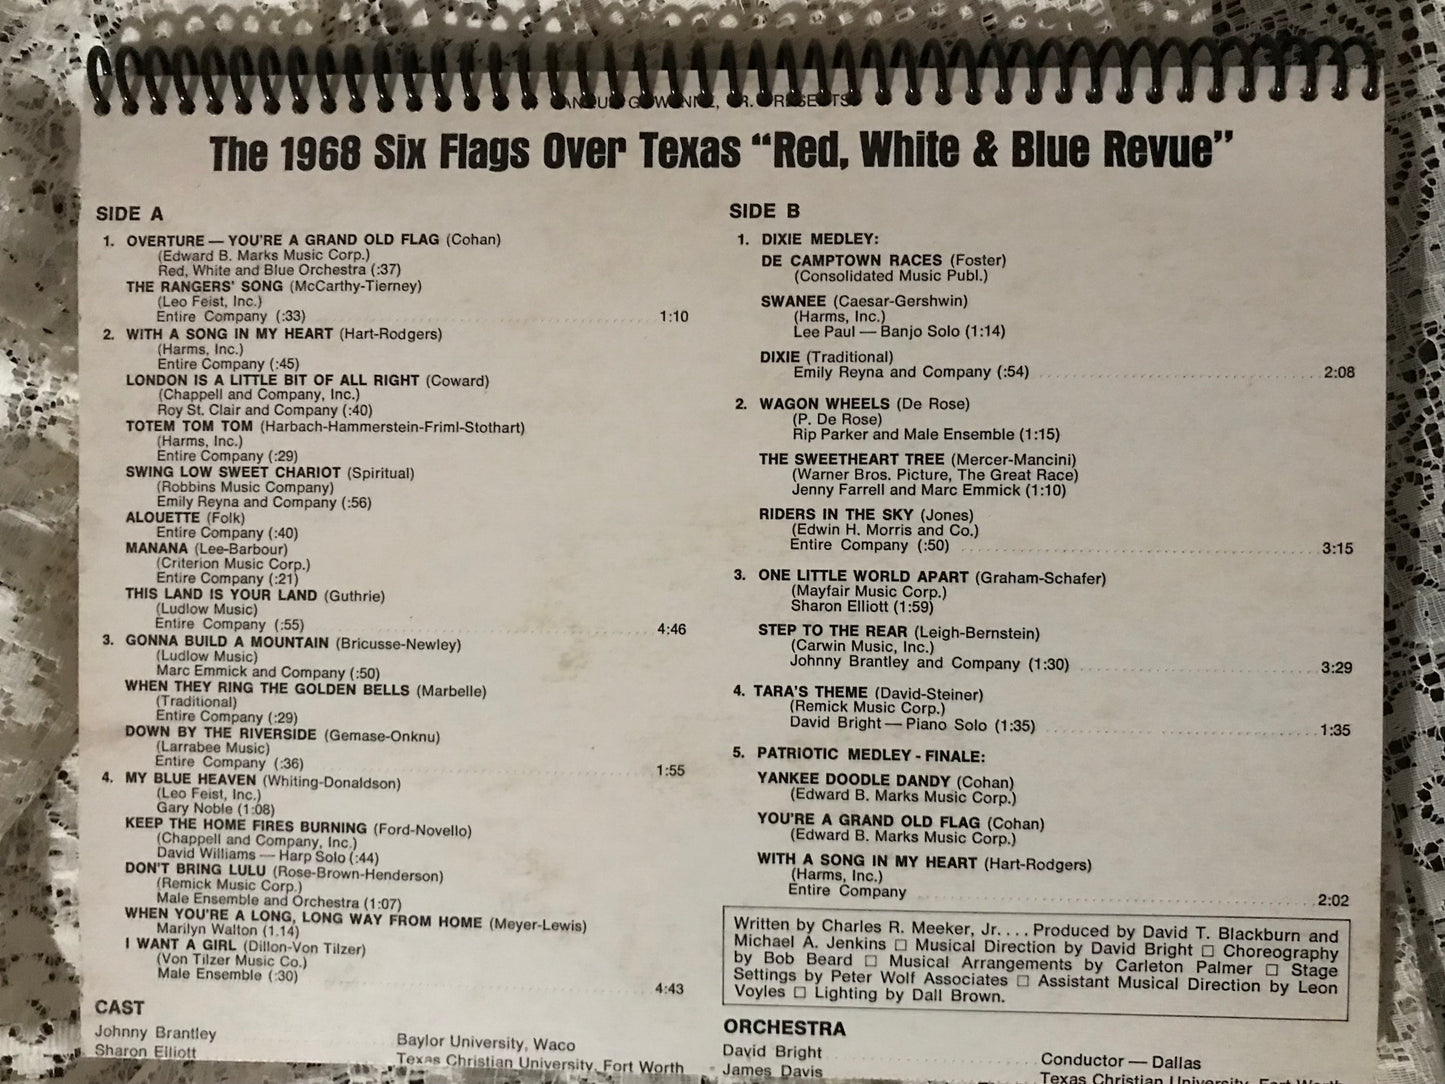 The 1968 Six Flags Over Texas "Red, White & Blue Revue"
SIDE A
1. OVERTURE — YOU'RE A GRAND OLD FLAG (Cohan)
(Edward B. Marks Music Corp.)
Red, White and Blue Orchestra (:37)
THE RANGERS' SONG (McCarthy-Tierney)
(Leo Feist, Inc.)
Entire Company (:33) 1:10
2. WITH A SONG IN MY HEART (Hart-Rodgers)
(Harms, Inc.)
Entire Company (:45)
LONDON IS A LITTLE BIT OF ALL RIGHT (Coward)
(Chappell and Company, Inc.)
Roy St. Clair and Company (:40)
TOTEM TOM TOM (Harbach-Hammerstein-Friml-Stothart)
(Harms, Inc.)
Entire Company (:29)
SWING LOW SWEET CHARIOT (Spiritual)
(Robbins Music Company)
Emily Reyna and Company (:56)
ALOUETTE (Folk)
Entire Company (:40)
MANANA (Lee-Barbour)
(Criterion Music Corp.)
Entire Company (:21)
THIS LAND IS YOUR LAND (Guthrie)
(Ludlow Music)
Entire Company (:55) 4:46
3. GONNA BUILD A MOUNTAIN (Bricusse-Newley)
(Ludlow Music)
Marc Emmick and Company (:50)
WHEN THEY RING THE GOLDEN BELLS (Marbelle)
(Traditional)
Entire Company (:29)
DOWN BY THE RIVERSIDE (Gemase-Onknu)
(Larrabee Music)
Entire Company (:36) 1:55
4. MY BLUE HEAVEN (Whiting-Donaldson)
(Leo Feist, Inc.)
Gary Noble (1:08)
KEEP THE HOME FIRES BURNING (Ford-Novello)
(Chappell and Company, Inc.)
David Williams — Harp Solo (:44)
DON'T BRING LULU (Rose-Brown-Henderson)
(Remick Music Corp.)
Male Ensemble and Orchestra (1:07)
WHEN YOU'RE A LONG, LONG WAY FROM HOME (Meyer-Lewis)
Marilyn Walton (1.14)
I WANT A GIRL (Dillon-Von Tilzer)
(Von Tilzer Music Co.)
Male Ensemble (:30) 4:43
CAST
Johnny Brantley Baylor University, Waco
Sharon Elliott Texas Christian University, Fort Worth
SIDE B
1. DIXIE MEDLEY:
DE CAMPTOWN RACES (Foster)
(Consolidated Music Publ.)
SWANEE (Caesar-Gershwin)
(Harms, Inc.)
Lee Paul — Banjo Solo (1:14)
DIXIE (Traditional)
Emily Reyna and Company (:54) 2:08
2. WAGON WHEELS (De Rose)
(P. De Rose)
Rip Parker and Male Ensemble (1:15)
THE SWEETHEART TREE (Mercer-Mancini)
(Warner Bros. Picture, The Great Race)
Jenny Farrell and Marc Emmick (1:10)
RIDERS IN THE SKY (Jones)
(Edwin H. Morris and Co.)
Entire Company (:50) 3:15
3. ONE LITTLE WORLD APART (Graham-Schafer)
(Mayfair Music Corp.)
Sharon Elliott (1:59)
STEP TO THE REAR (Leigh-Bernstein)
(Carwin Music, Inc.)
Johnny Brantley and Company (1:30) 3:29
4. TARA'S THEME (David-Steiner)
(Remick Music Corp.)
David Bright — Piano Solo (1:35) 1:35
5. PATRIOTIC MEDLEY - FINALE:
YANKEE DOODLE DANDY (Cohan)
(Edward B. Marks Music Corp.)
YOU'RE A GRAND OLD FLAG (Cohan)
(Edward B. Marks Music Corp.)
WITH A SONG IN MY HEART (Hart-Rodgers)
(Harms, Inc.)
Entire Company 2:02
Written by Charles R. Meeker, Jr. . . . Produced by David T. Blackburn and
Michael A. Jenkins □ Musical Direction by David Bright □ Choreography
by Bob Beard □ Musical Arrangements by Carleton Palmer □ Stage
Settings by Peter Wolf Associates □ Assistant Musical Direction by Leon
Voyles □ Lighting by Dall Brown.
ORCHESTRA
David Bright Conductor — Dallas
James Davis Texas Christian University, Fort Worth